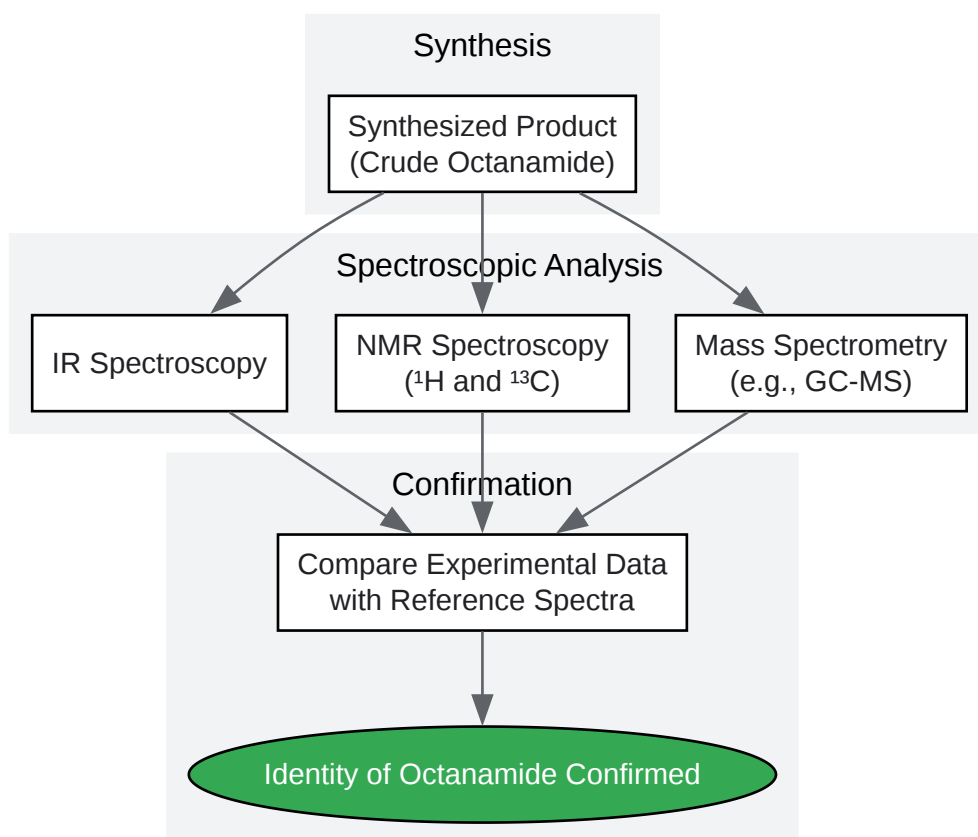 Synthesis
Synthesized Product
(Crude Octanamide)
Spectroscopic Analysis
IR Spectroscopy
NMR Spectroscopy
(¹H and ¹³C)
Mass Spectrometry
(e.g., GC-MS)
Confirmation
Compare Experimental Data
with Reference Spectra
Identity of Octanamide Confirmed